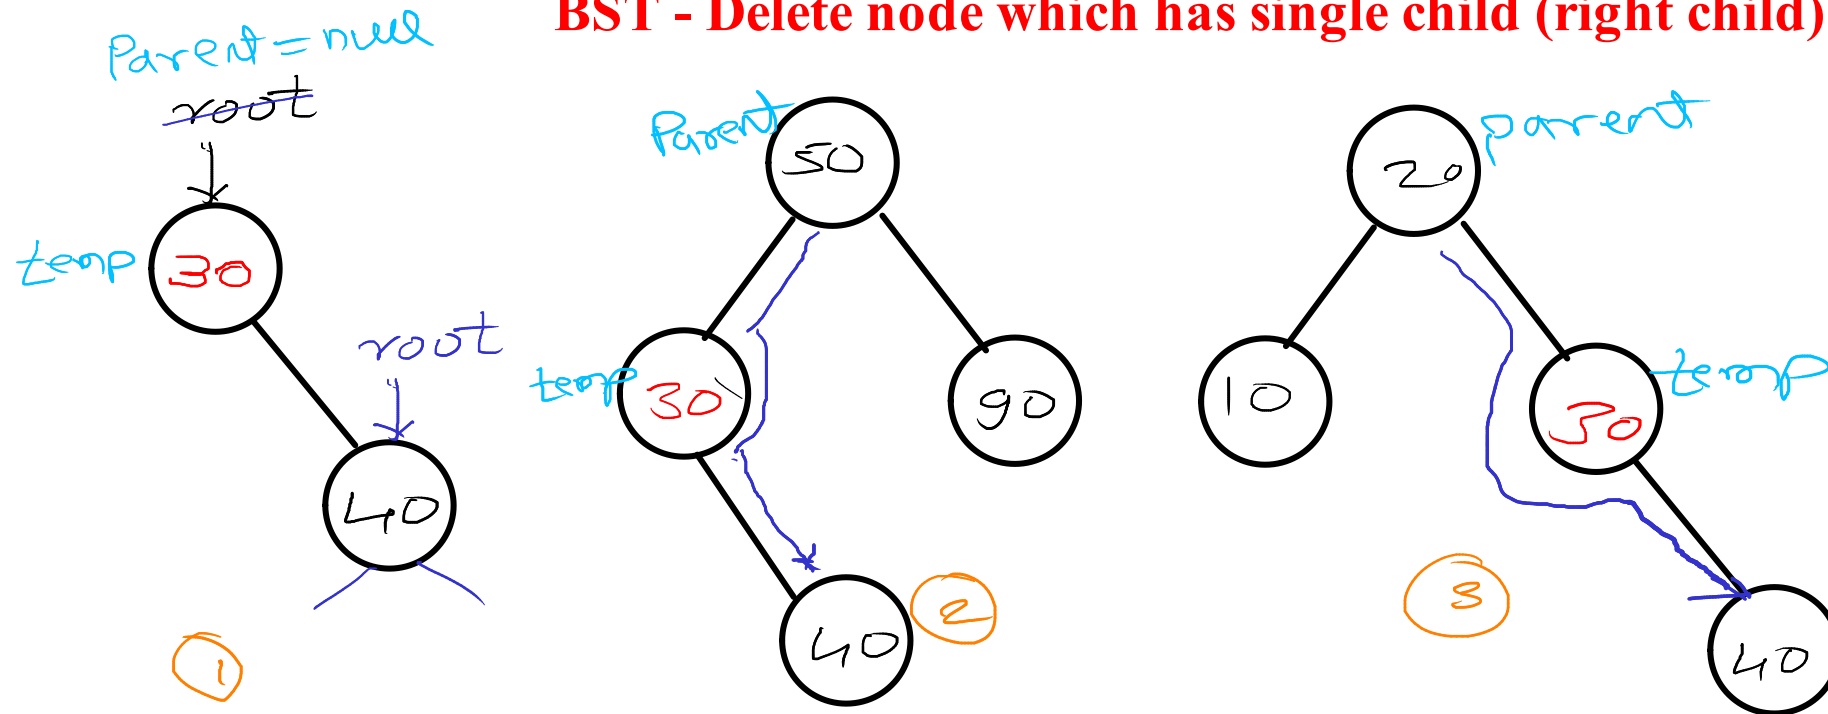 BST - Delete node which has single child (right child)
Parent=null
root
temp
30
root
40
1
Parent
50
temp
30
90
40
2
20
parent
10
temp
30
40
3